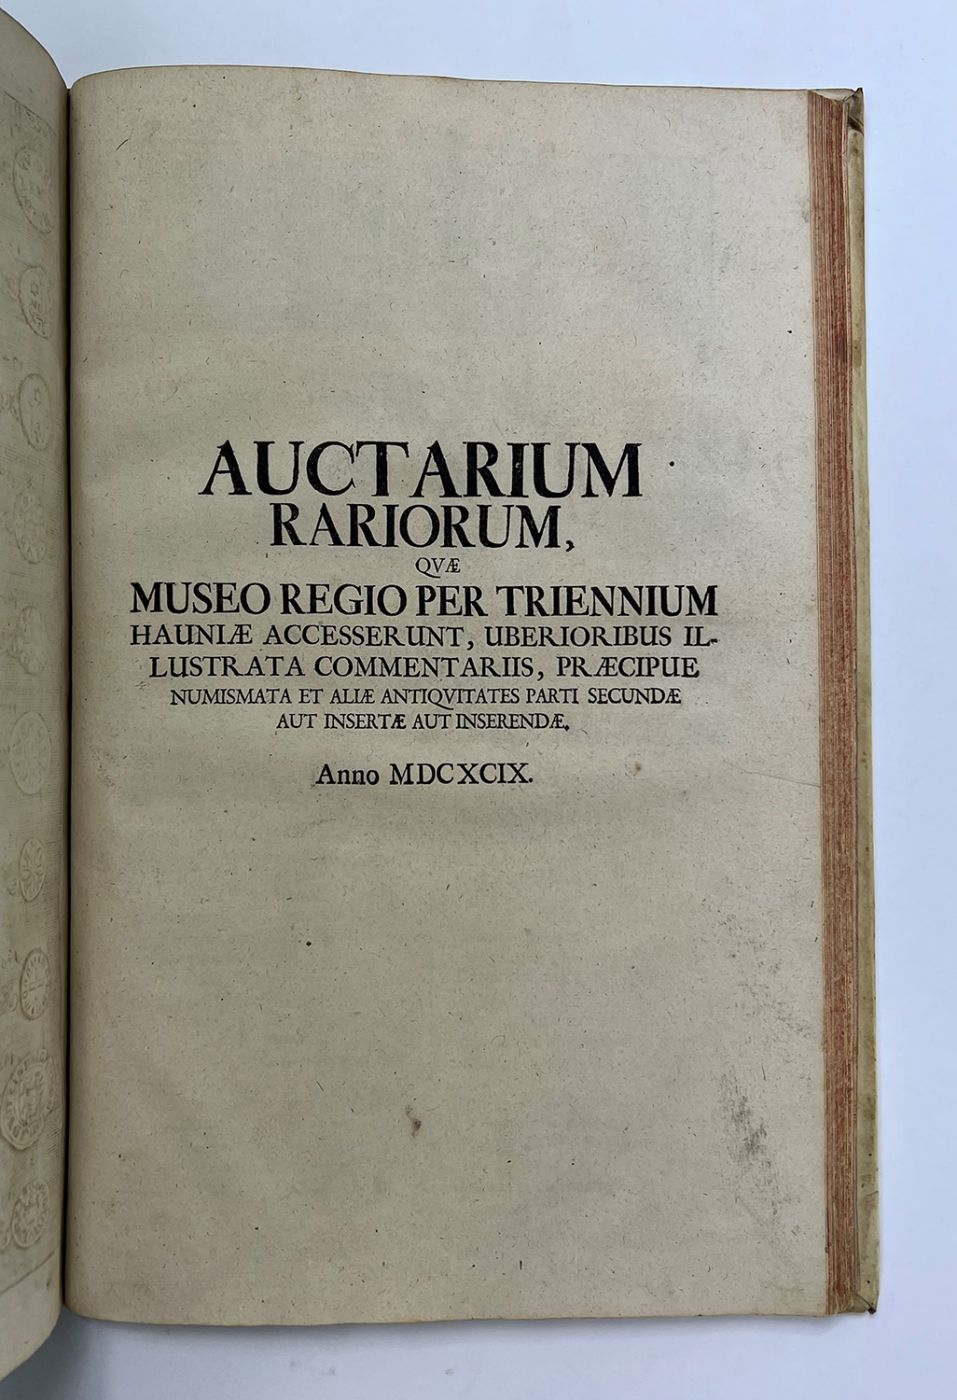 AUCTARIUM
RARIORUM,
QVÆ
MUSEO REGIO PER TRIENNIUM
HAUNIÆ ACCESSERUNT, UBERIORIBUS IL-
LUSTRATA COMMENTARIIS, PRÆCIPUE
NUMISMATA ET ALIÆ ANTIQVITATES PARTI SECUNDÆ
AUT INSERTÆ AUT INSERENDÆ.
Anno MDCXCIX.